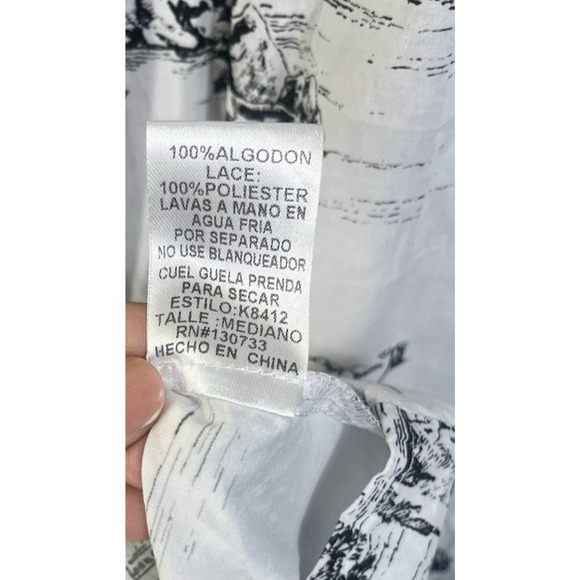 100%ALGODON
LACE:
100%POLIESTER
LAVAS A MANO EN
AGUA FRIA
POR SEPARADO
NO USE BLANQUEADOR
CUEL GUELA PRENDA
PARA SECAR
ESTILO:K8412
TALLE :MEDIANO
RN#130733
HECHO EN CHINA